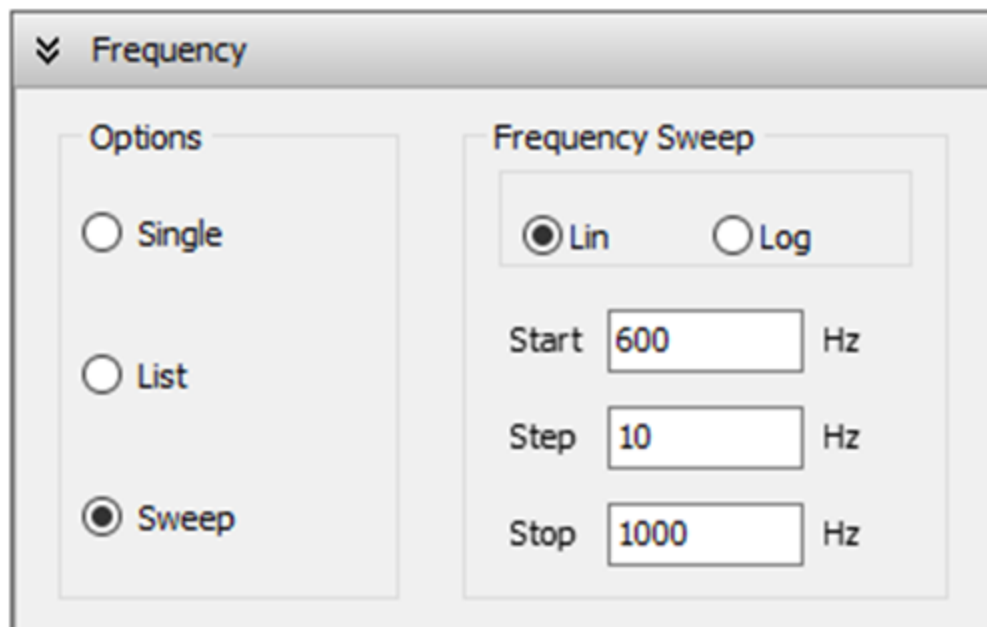 Frequency
Options
Single
List
Sweep
Frequency Sweep
Lin Log
Start 600 Hz
Step 10 Hz
Stop 1000 Hz